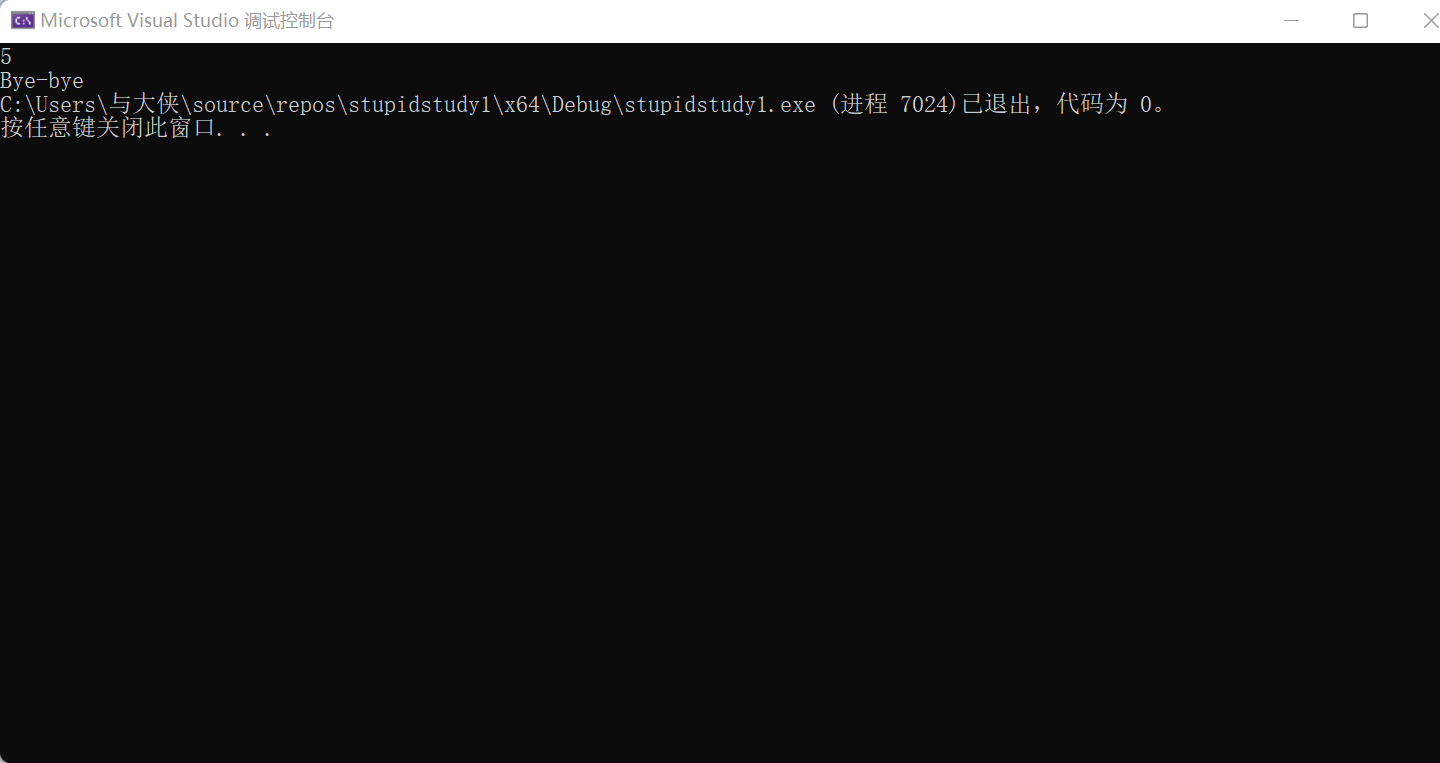 Microsoft Visual Studio 调试控制台
5
Bye-bye
C:\Users\与大侠\source\repos\stupidstudy1\x64\Debug\stupidstudy1.exe (进程 7024)已退出，代码为 0。
按任意键关闭此窗口. . .